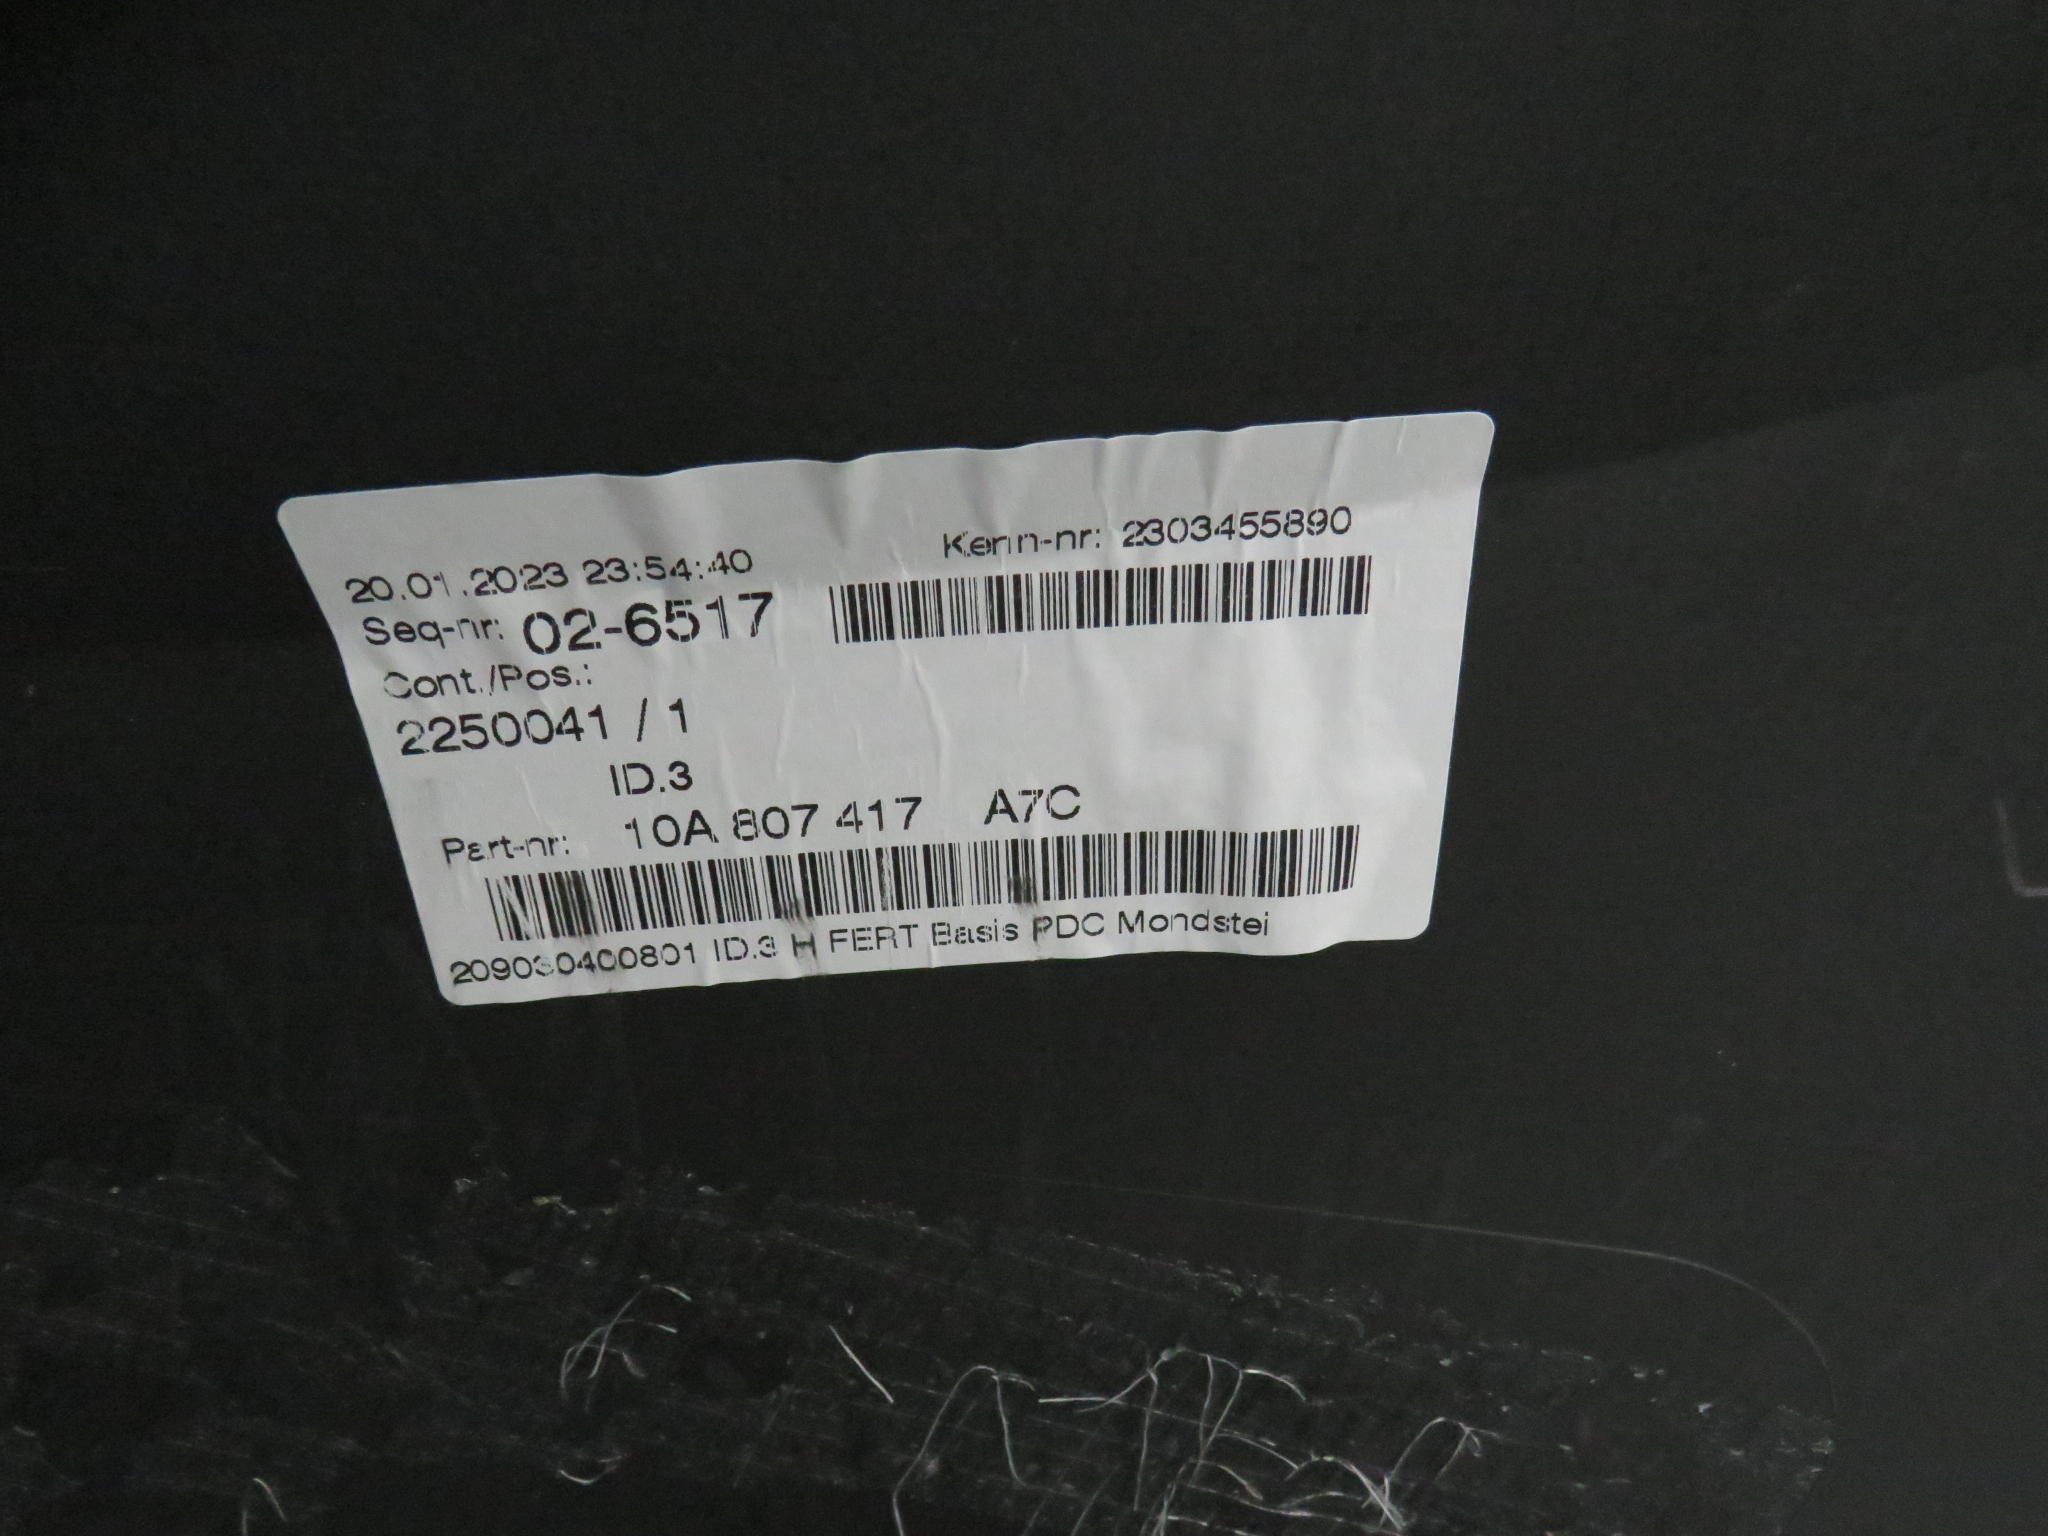 Kenn-nr: 2303455890
20.01.2023 23:54:40
Seq-nr: 02-6517
Cont./Pos.:
2250041 / 1
ID.3
Part-nr: 10A 807 417 A7C
209030400801 ID.3 H FERT Basis PDC Mondstei